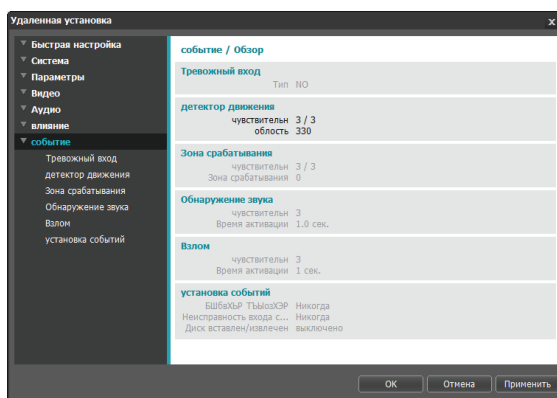 Удаленная установка
x
Быстрая настройка
Система
Параметры
Видео
Аудио
влияние
событие
Тревожный вход
детектор движения
Зона срабатывания
Обнаружение звука
Взлом
установка событий
событие / Обзор
Тревожный вход
Тип NO
детектор движения
чувствительн 3 / 3
облость 330
Зона срабатывания
чувствительн 3 / 3
Зона срабатывания 0
Обнаружение звука
чувствительн 3
Время активации 1.0 сек.
Взлом
чувствительн 3
Время активации 1 сек.
установка событий
Никогда
Неисправность входа с... Никогда
Диск вставлен/извлечен выключено
OK Отмена Применить